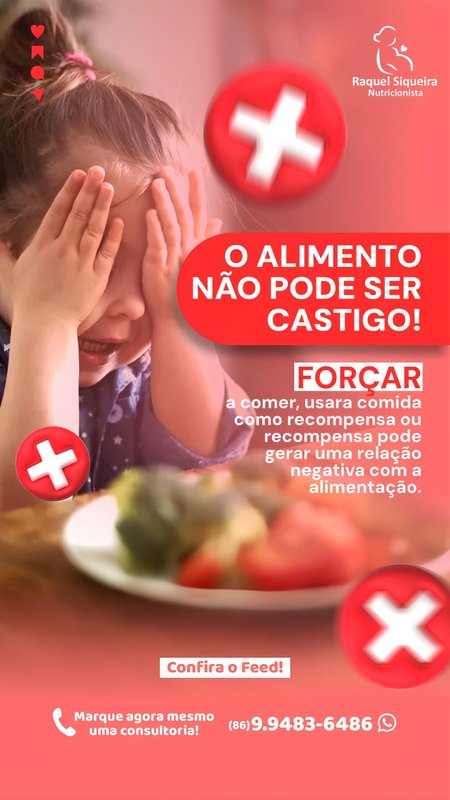 Raquel Siqueira
Nutricionista
O ALIMENTO
NÃO PODE SER
CASTIGO!
FORÇAR
a comer, usara comida
como recompensa ou
recompensa pode
gerar uma relação
negativa com a
alimentação.
Confira o Feed!
Marque agora mesmo
uma consultoria!
(86)9.9483-6486